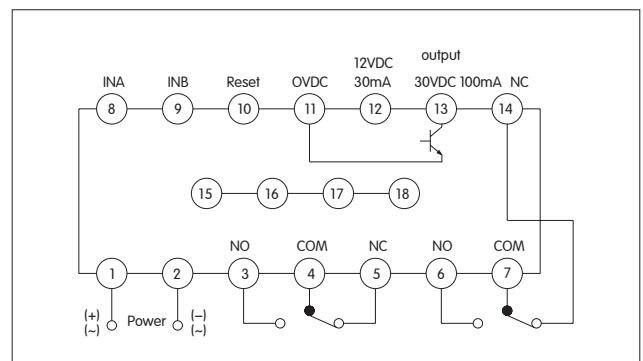 12VDC output
INA INB Reset OVDC 30mA 30VDC 100mA NC
8 9 10 11 12 13 14
15 16 17 18
NO COM NC NO COM
1 2 3 4 5 6 7
(+) (−)
(~) Power (~)